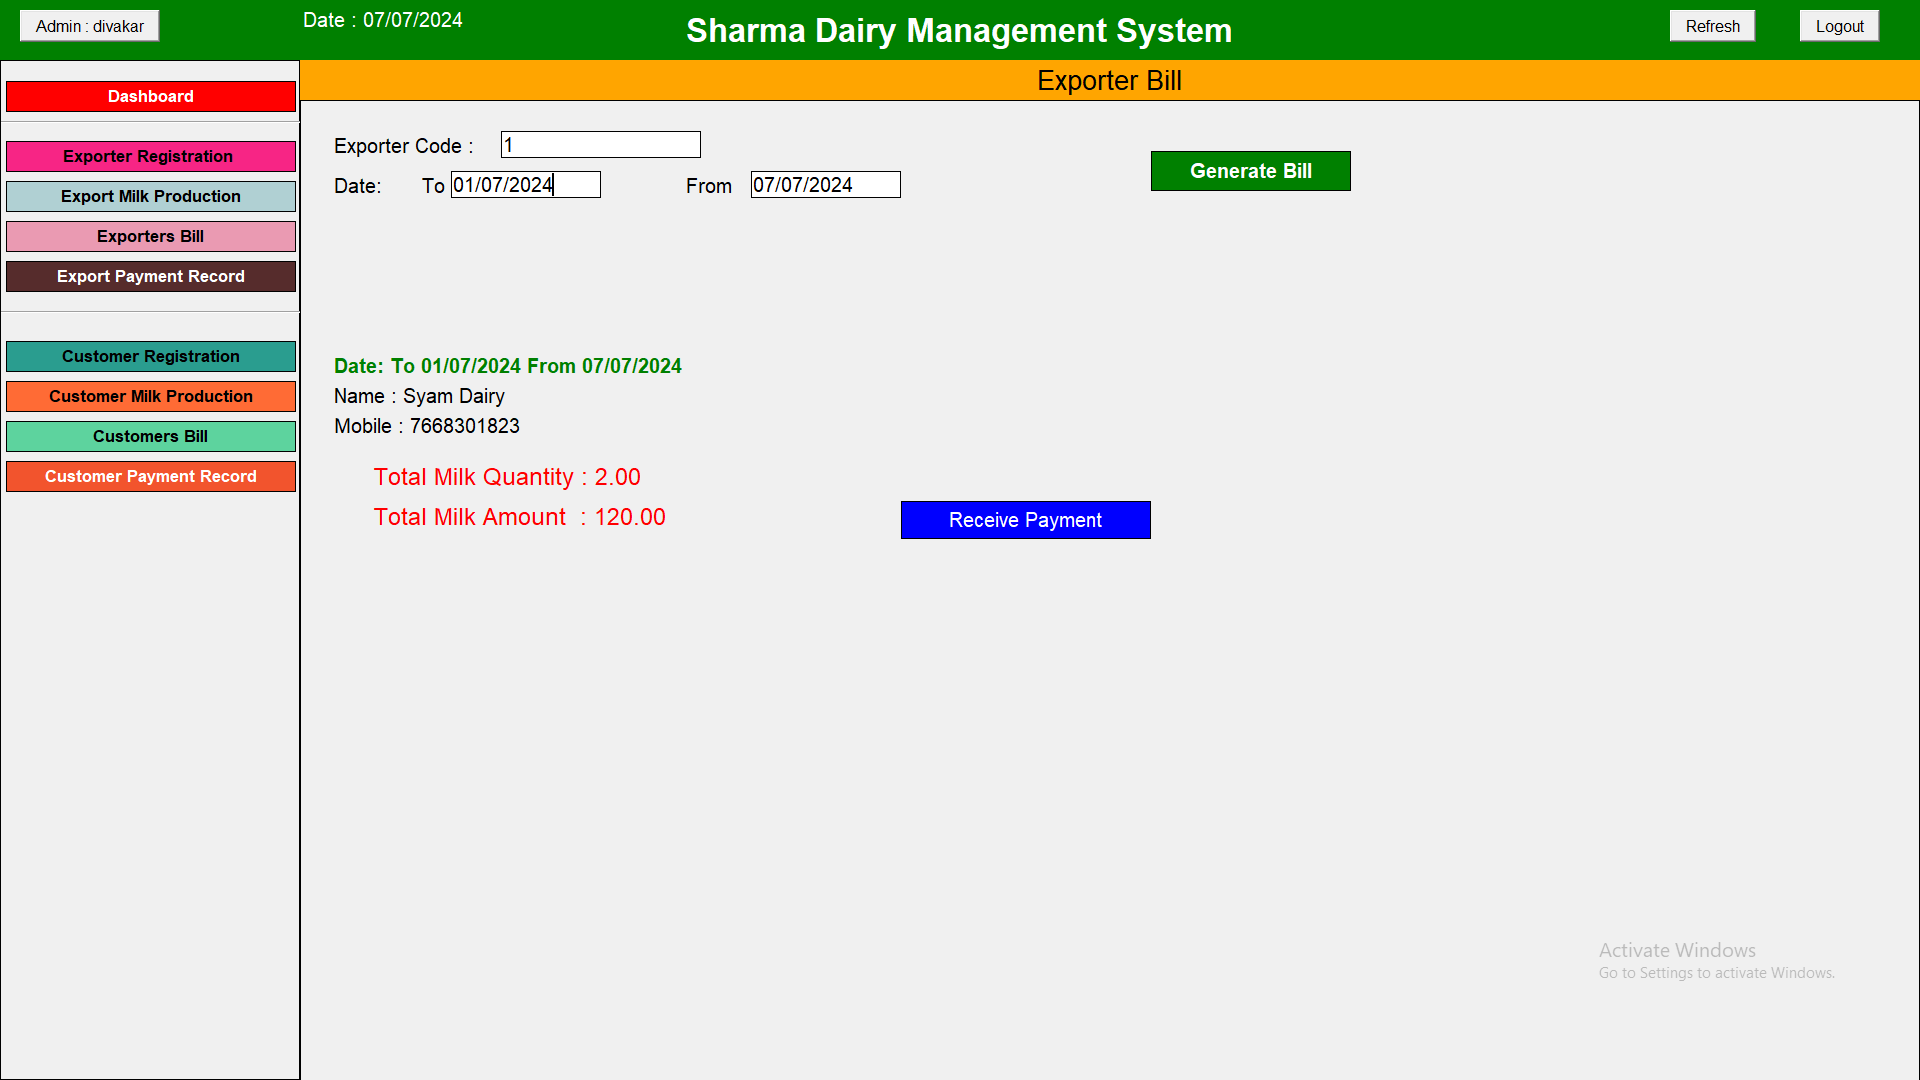 Admin : divakar
Date : 07/07/2024
Sharma Dairy Management System
Refresh
Logout
Dashboard
Exporter Registration
Export Milk Production
Exporters Bill
Export Payment Record
Customer Registration
Customer Milk Production
Customers Bill
Customer Payment Record
Exporter Bill
Exporter Code : 1
Date: To 01/07/2024 From 07/07/2024
Generate Bill
Date: To 01/07/2024 From 07/07/2024
Name : Syam Dairy
Mobile : 7668301823
Total Milk Quantity : 2.00
Total Milk Amount : 120.00
Receive Payment
Activate Windows
Go to Settings to activate Windows.